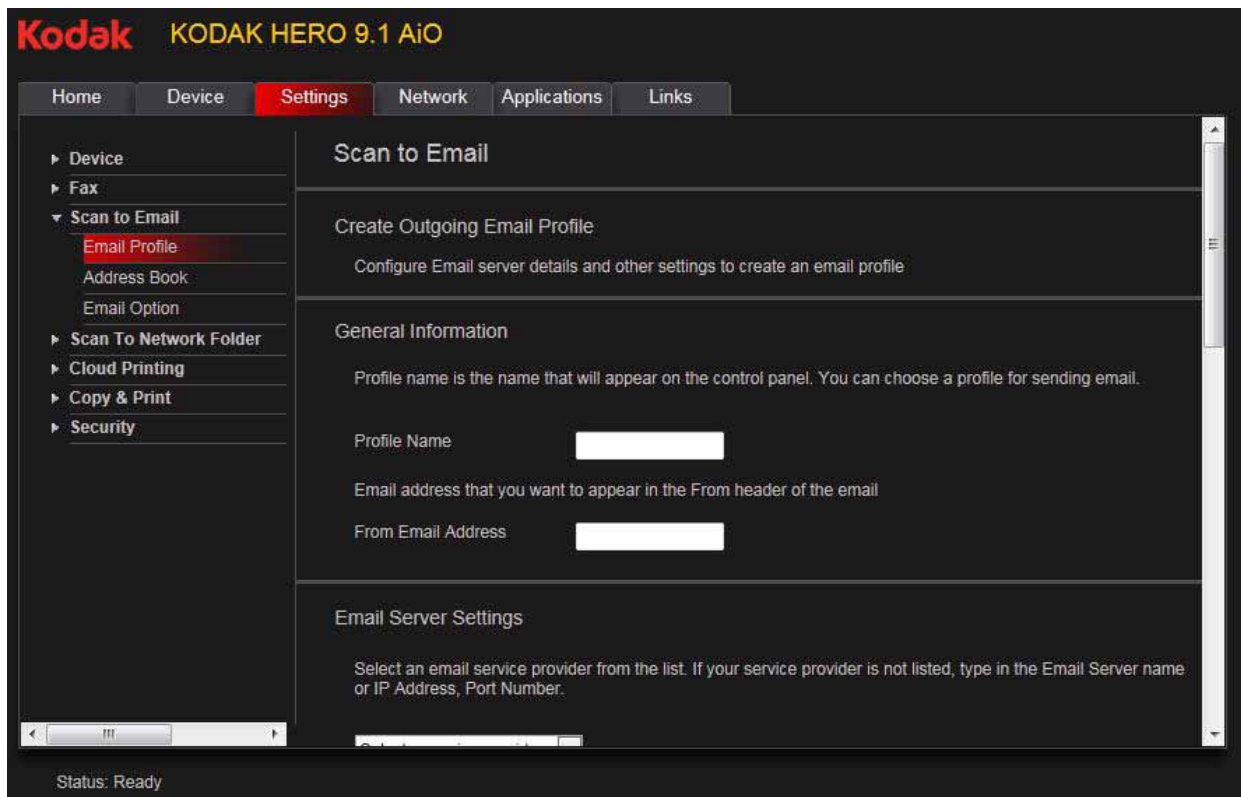 Kodak KODAK HERO 9.1 AiO
Home Device Settings Network Applications Links
Device
Fax
Scan to Email
Email Profile
Address Book
Email Option
Scan To Network Folder
Cloud Printing
Copy & Print
Security
Scan to Email
Create Outgoing Email Profile
Configure Email server details and other settings to create an email profile
General Information
Profile name is the name that will appear on the control panel. You can choose a profile for sending email.
Profile Name
Email address that you want to appear in the From header of the email
From Email Address
Email Server Settings
Select an email service provider from the list. If your service provider is not listed, type in the Email Server name
or IP Address, Port Number.
Status: Ready